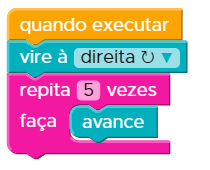 quando executar
vire à direita ↻ ▼
repita 5 vezes
faça avance